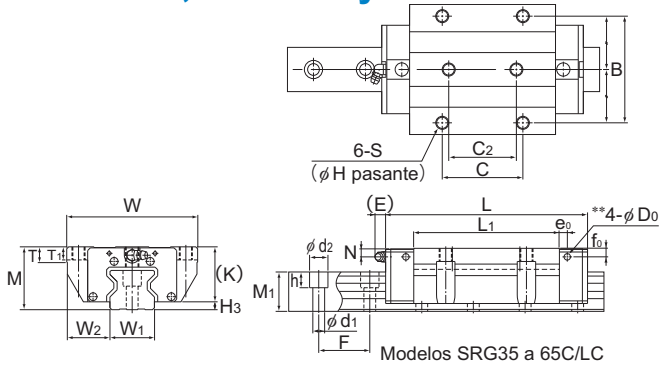 B
6-S
(φH pasante)
C2
C
W
(E)
L
**4-φD0
L1
e0
f0
T
T1
N
φd2
M
(K)
M1
h
H3
W2
W1
φd1
F
Modelos SRG35 a 65C/LC